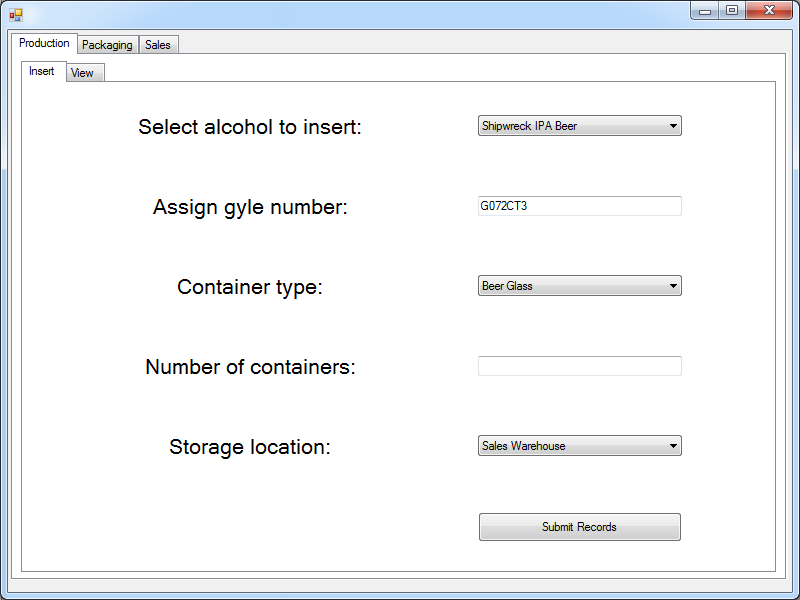 Production Packaging Sales
Insert View
Select alcohol to insert: Shipwreck IPA Beer
Assign gyle number: G072CT3
Container type: Beer Glass
Number of containers:
Storage location: Sales Warehouse
Submit Records